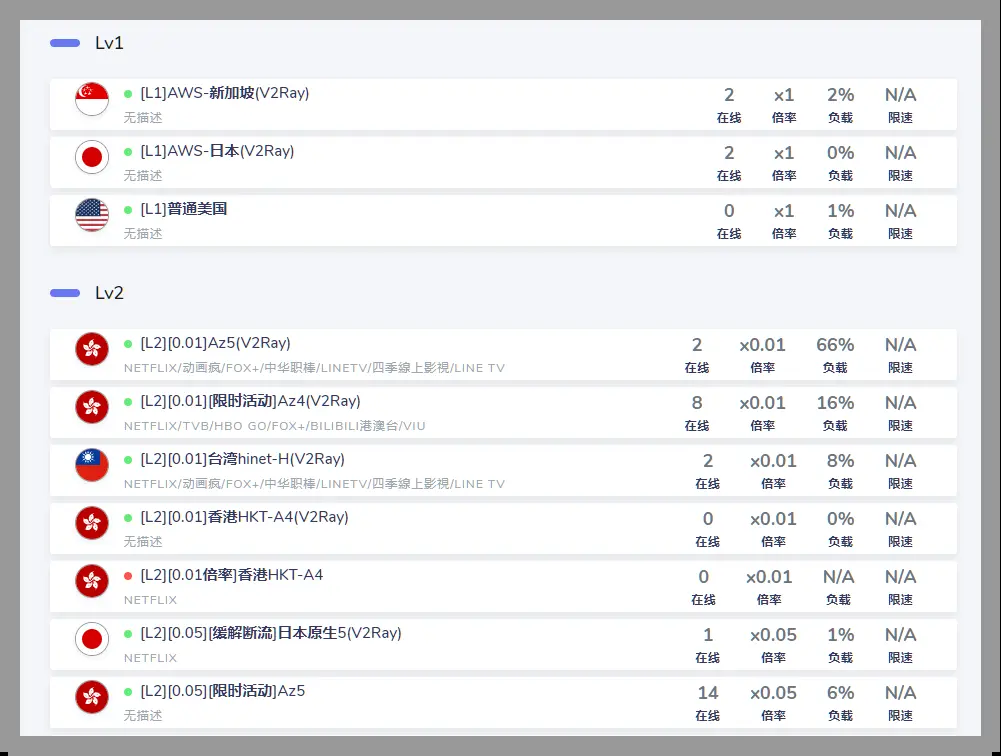 Lv1
[L1]AWS-新加坡(V2Ray)
2 x1 2% N/A
无描述
在线 倍率 负载 限速
[L1]AWS-日本(V2Ray)
2 x1 0% N/A
无描述
在线 倍率 负载 限速
[L1]普通美国
0 x1 1% N/A
无描述
在线 倍率 负载 限速
Lv2
[L2][0.01]Az5(V2Ray)
2 x0.01 66% N/A
NETFLIX/动画疯/FOX+/中华职棒/LINETV/四季線上影視/LINE TV
在线 倍率 负载 限速
[L2][0.01][限时活动]Az4(V2Ray)
8 x0.01 16% N/A
NETFLIX/TVB/HBO GO/FOX+/BILIBILI港澳台/VIU
在线 倍率 负载 限速
[L2][0.01]台湾hinet-H(V2Ray)
2 x0.01 8% N/A
NETFLIX/动画疯/FOX+/中华职棒/LINETV/四季線上影視/LINE TV
在线 倍率 负载 限速
[L2][0.01]香港HKT-A4(V2Ray)
0 x0.01 0% N/A
无描述
在线 倍率 负载 限速
[L2][0.01倍率]香港HKT-A4
0 x0.01 N/A N/A
NETFLIX
在线 倍率 负载 限速
[L2][0.05][缓解断流]日本原生5(V2Ray)
1 x0.05 1% N/A
NETFLIX
在线 倍率 负载 限速
[L2][0.05][限时活动]Az5
14 x0.05 6% N/A
无描述
在线 倍率 负载 限速